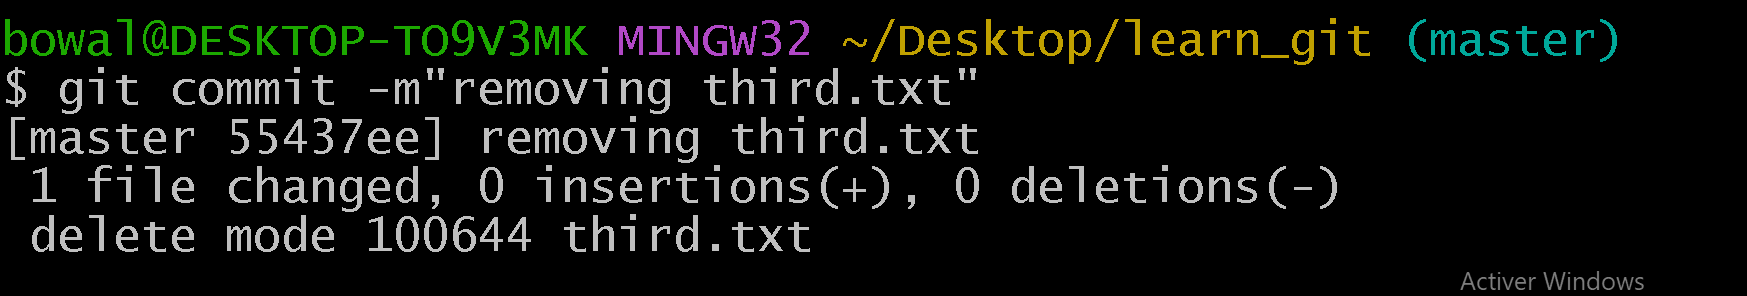 bowal@DESKTOP-TO9V3MK MINGW32 ~/Desktop/learn_git (master)
$ git commit -m"removing third.txt"
[master 55437ee] removing third.txt
 1 file changed, 0 insertions(+), 0 deletions(-)
 delete mode 100644 third.txt
Activer Windows